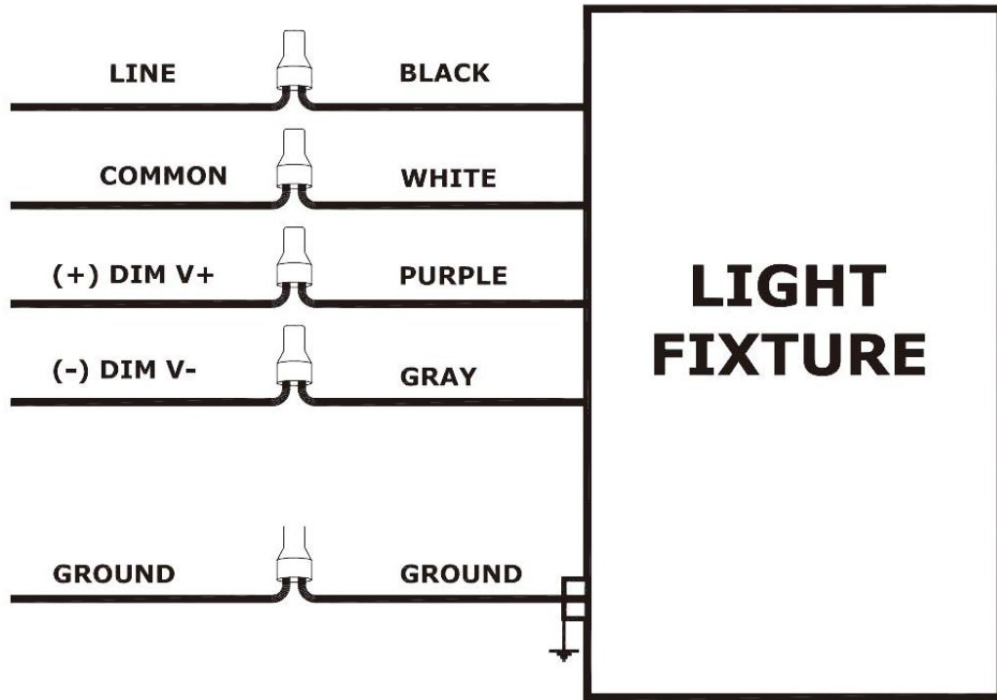 LINE
BLACK
COMMON
WHITE
(+) DIM V+
PURPLE
(-) DIM V-
GRAY
LIGHT
FIXTURE
GROUND
GROUND